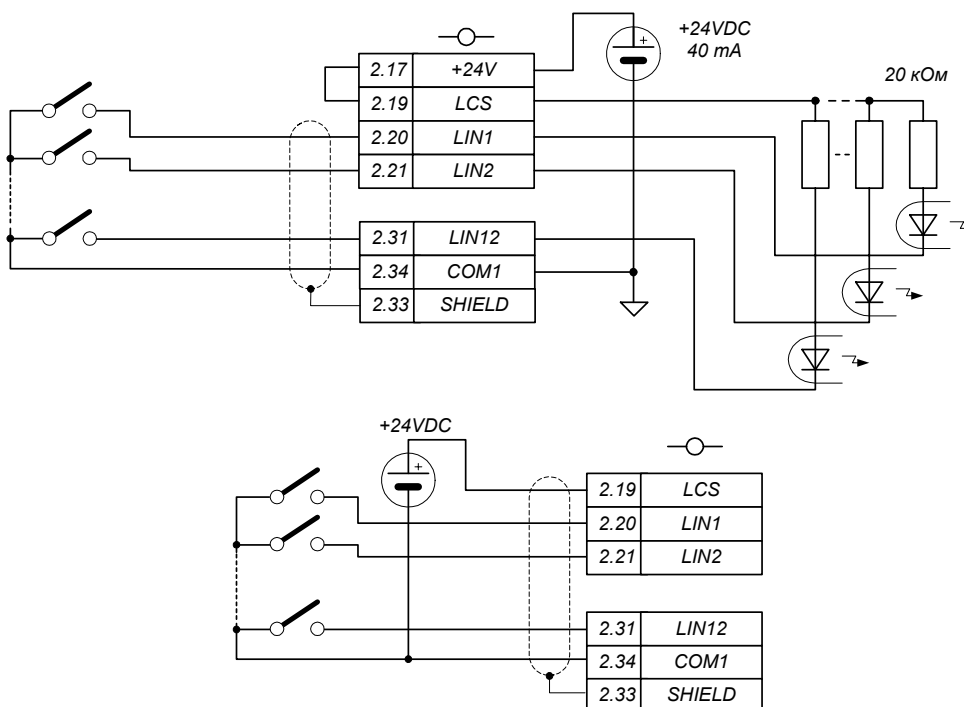 +24VDC
40 mA
20 кОм
2.17 +24V
2.19 LCS
2.20 LIN1
2.21 LIN2
2.31 LIN12
2.34 COM1
2.33 SHIELD
+24VDC
2.19 LCS
2.20 LIN1
2.21 LIN2
2.31 LIN12
2.34 COM1
2.33 SHIELD